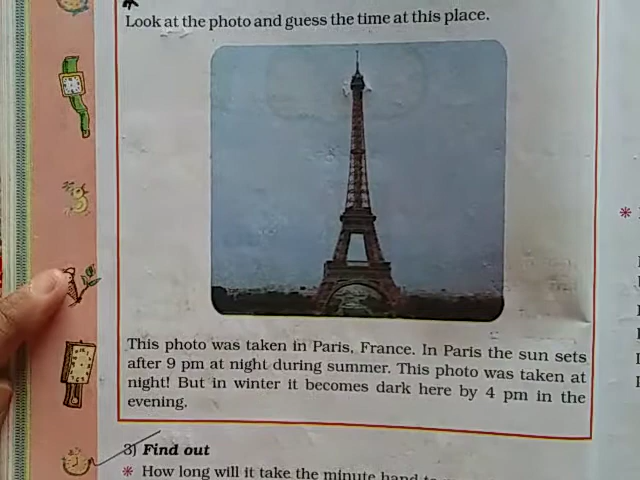 Look at the photo and guess the time at this place.
This photo was taken in Paris, France. In Paris the sun sets
after 9 pm at night during summer. This photo was taken at
night! But in winter it becomes dark here by 4 pm in the
evening.
3) Find out
* How long will it take the minute hand